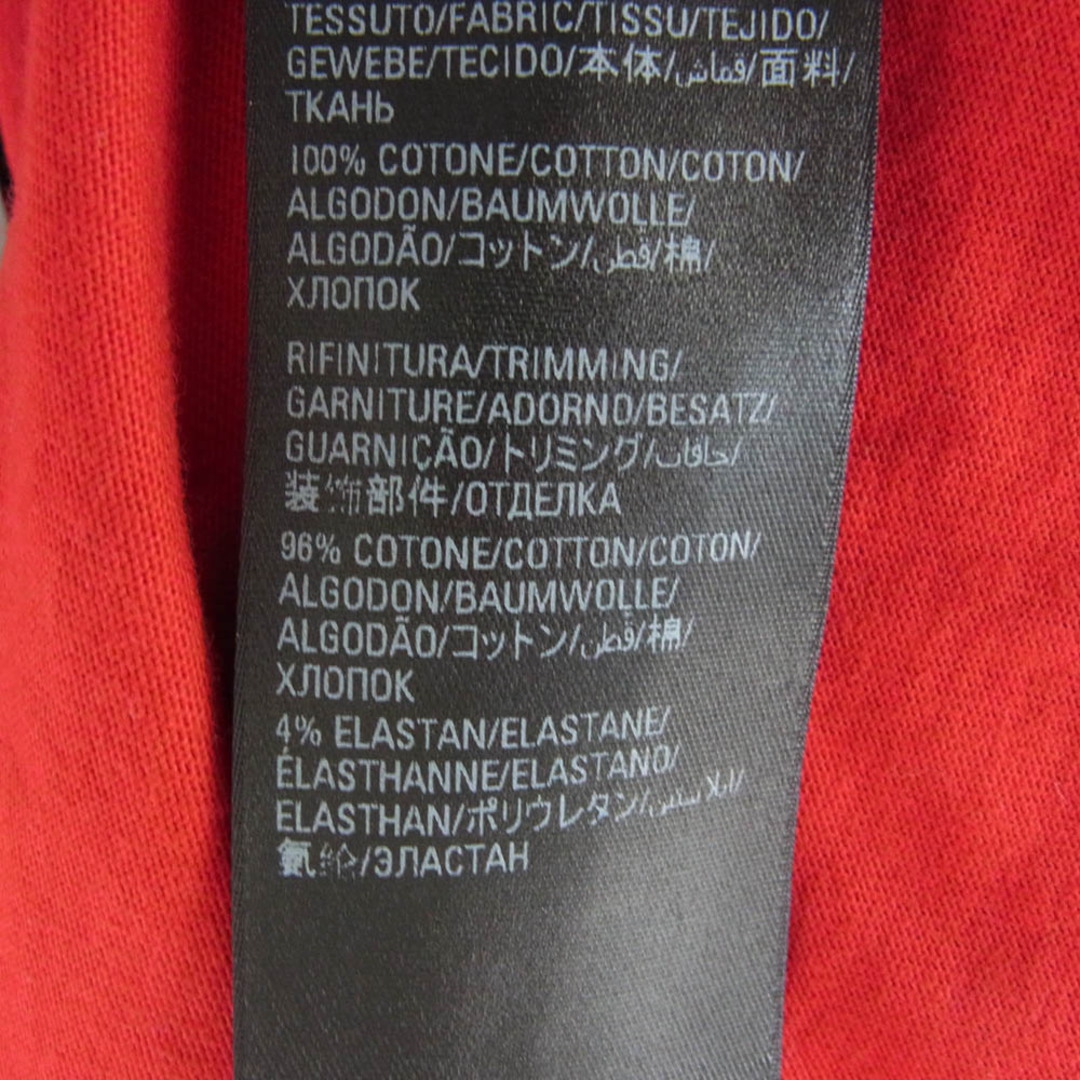 TESSUTO/FABRIC/TISSU/TEJIDO/
GEWEBE/TECIDO/本体/قماش/面料/
ТКАНЬ
100% COTONE/COTTON/COTON/
ALGODON/BAUMWOLLE/
ALGODÃO/コットン/قطن/棉/
ХЛОПОК
RIFINITURA/TRIMMING/
GARNITURE/ADORNO/BESATZ/
GUARNIÇÃO/トリミング/حافات/
装饰部件/ОТДЕЛКА
96% COTONE/COTTON/COTON/
ALGODON/BAUMWOLLE/
ALGODÃO/コットン/قطن/棉/
ХЛОПОК
4% ELASTAN/ELASTANE/
ÉLASTHANNE/ELASTANO/
ELASTHAN/ポリウレタン/
氨纶/ЭЛАСТАН